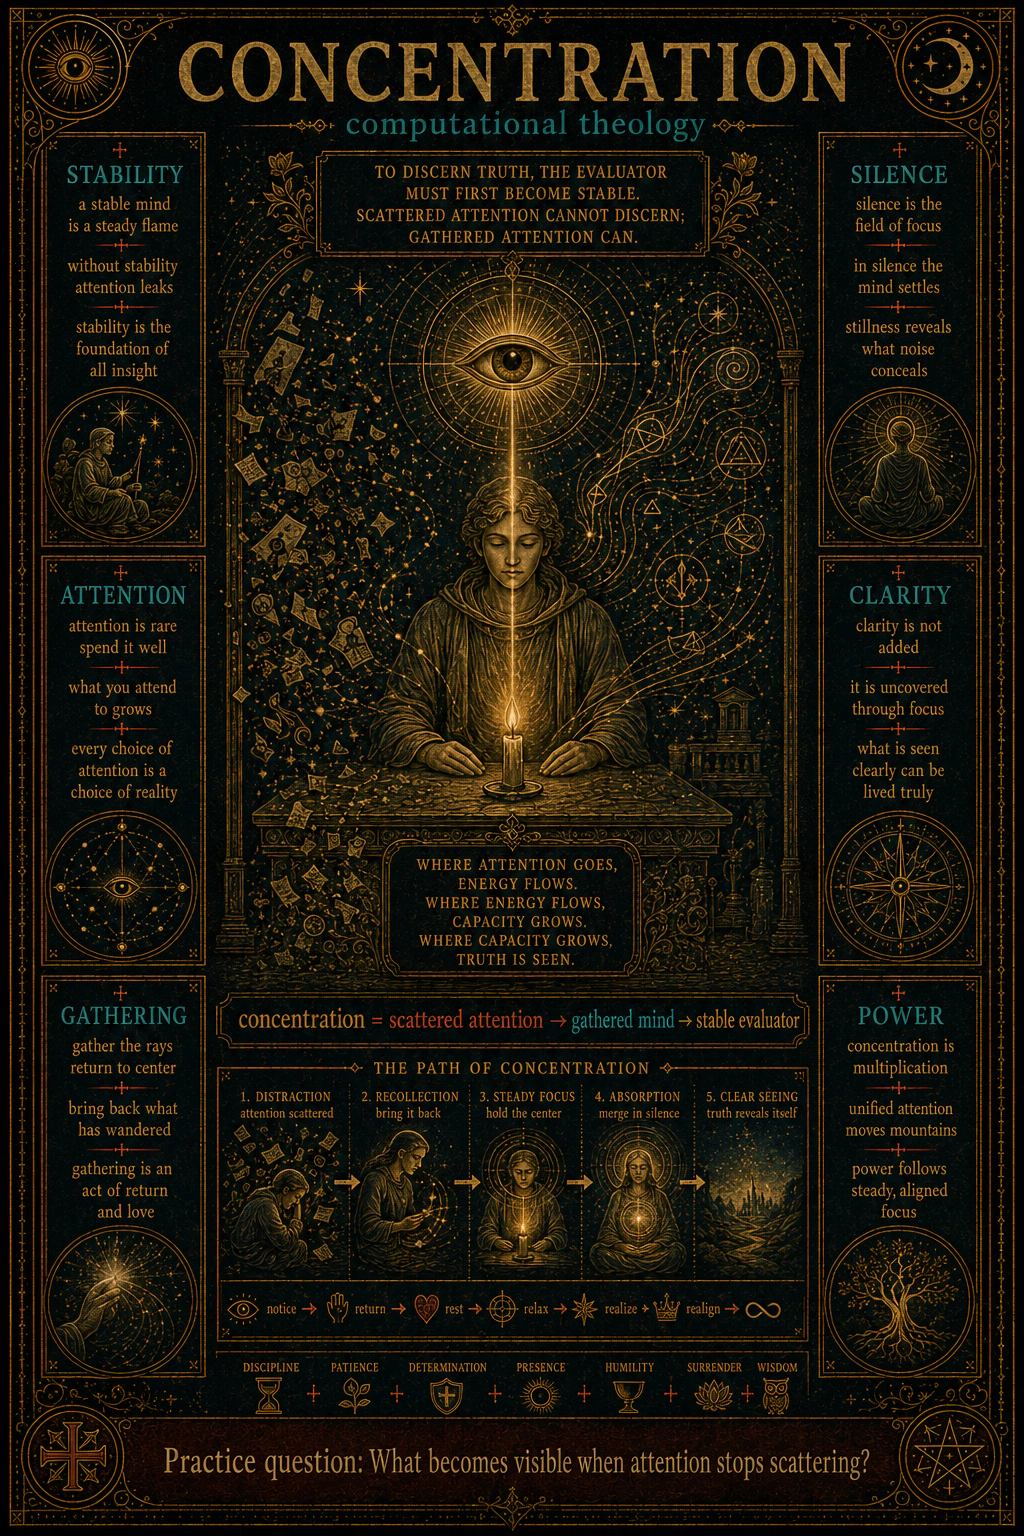 CONCENTRATION
computational theology
TO DISCERN TRUTH, THE EVALUATOR
MUST FIRST BECOME STABLE.
SCATTERED ATTENTION CANNOT DISCERN;
GATHERED ATTENTION CAN.
STABILITY
a stable mind
is a steady flame
without stability
attention leaks
stability is the
foundation of
all insight
ATTENTION
attention is rare
spend it well
what you attend
to grows
every choice of
attention is a
choice of reality
GATHERING
gather the rays
return to center
bring back what
has wandered
gathering is an
act of return
and love
SILENCE
silence is the
field of focus
in silence the
mind settles
stillness reveals
what noise
conceals
CLARITY
clarity is not
added
it is uncovered
through focus
what is seen
clearly can be
lived truly
POWER
concentration is
multiplication
unified attention
moves mountains
power follows
steady, aligned
focus
WHERE ATTENTION GOES,
ENERGY FLOWS.
WHERE ENERGY FLOWS,
CAPACITY GROWS.
WHERE CAPACITY GROWS,
TRUTH IS SEEN.
concentration = scattered attention → gathered mind → stable evaluator
THE PATH OF CONCENTRATION
1. DISTRACTION
attention scattered
2. RECOLLECTION
bring it back
3. STEADY FOCUS
hold the center
4. ABSORPTION
merge in silence
5. CLEAR SEEING
truth reveals itself
notice → return → rest → relax → realize → realign →
DISCIPLINE + PATIENCE + DETERMINATION + PRESENCE + HUMILITY + SURRENDER + WISDOM
Practice question: What becomes visible when attention stops scattering?